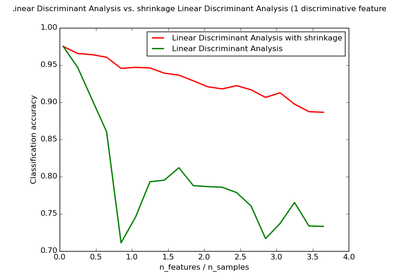 Linear Discriminant Analysis vs. shrinkage Linear Discriminant Analysis (1 discriminative feature
1.00
Linear Discriminant Analysis with shrinkage
Linear Discriminant Analysis
0.95
0.90
0.85
0.80
0.75
0.70
Classification accuracy
0.0 0.5 1.0 1.5 2.0 2.5 3.0 3.5 4.0
n_features / n_samples